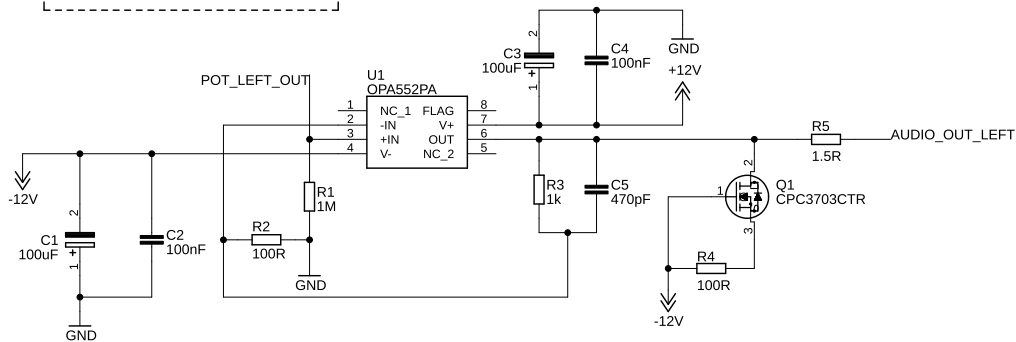 2
C3
100uF
+
1
C4
100nF
GND
+12V
POT_LEFT_OUT
U1
OPA552PA
1 NC_1 FLAG 8
2 -IN V+ 7
3 +IN OUT 6
4 V- NC_2 5
R5
1.5R
AUDIO_OUT_LEFT
-12V
2
C1
100uF
+
1
C2
100nF
GND
R1
1M
R2
100R
GND
R3
1k
C5
470pF
2
1
Q1
CPC3703CTR
3
R4
100R
-12V